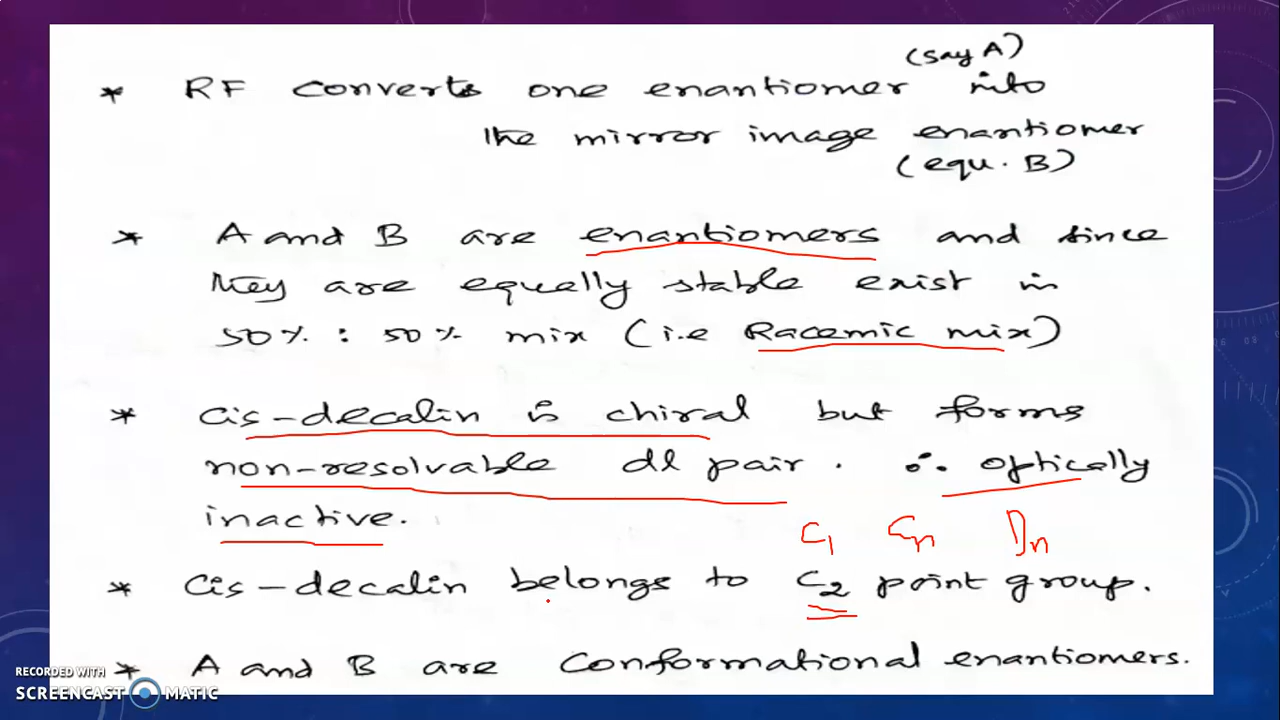 (say A)
* RF converts one enantiomer into
the mirror image enantiomer
(equ. B)
* A and B are enantiomers and since
they are equally stable exist in
50% : 50% mix (i.e Racemic mix)
* Cis-decalin is chiral but forms
non-resolvable dl pair. ∴ optically
inactive.
C1 Cn Dn
* Cis-decalin belongs to C2 point group.
* A and B are Conformational enantiomers.
RECORDED WITH
SCREENCAST MATIC